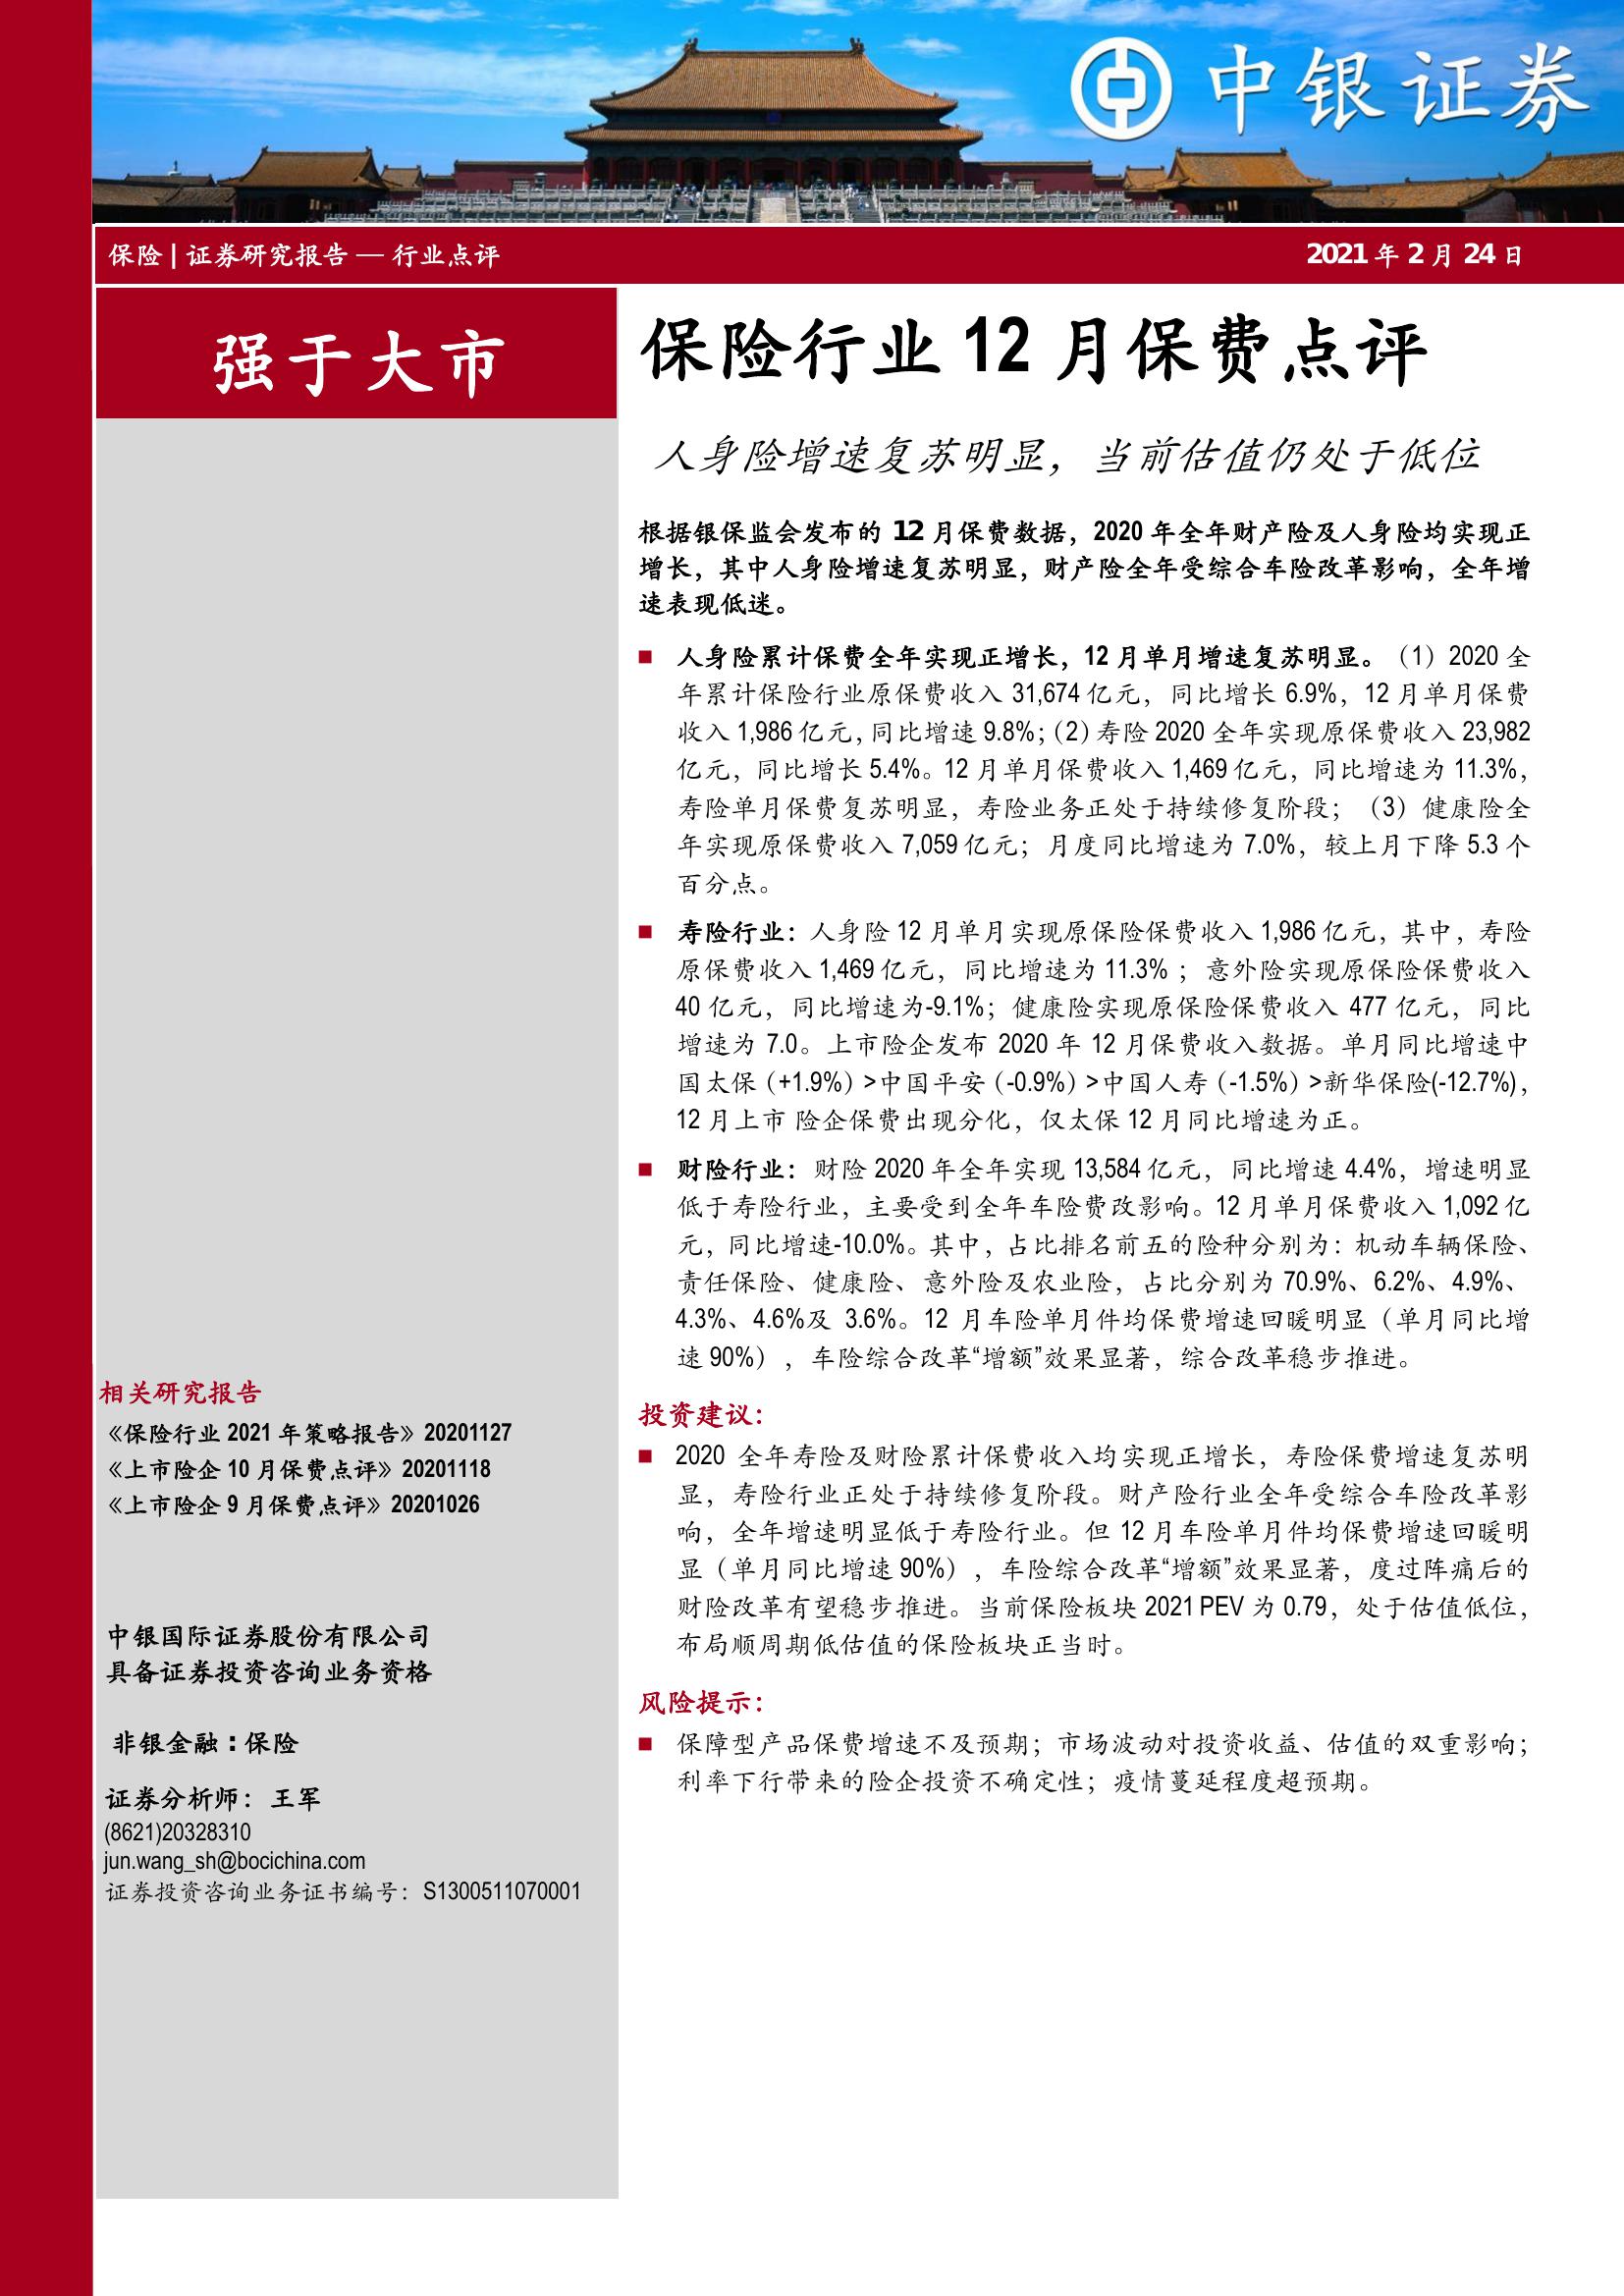 中银证券
保险 | 证券研究报告 — 行业点评
2021 年 2 月 24 日
强于大市
保险行业 12 月保费点评
人身险增速复苏明显，当前估值仍处于低位
根据银保监会发布的 12 月保费数据，2020 年全年财产险及人身险均实现正
增长，其中人身险增速复苏明显，财产险全年受综合车险改革影响，全年增
速表现低迷。
■ 人身险累计保费全年实现正增长，12 月单月增速复苏明显。（1）2020 全
年累计保险行业原保费收入 31,674 亿元，同比增长 6.9%，12 月单月保费
收入 1,986 亿元，同比增速 9.8%；（2）寿险 2020 全年实现原保费收入 23,982
亿元，同比增长 5.4%。12 月单月保费收入 1,469 亿元，同比增速为 11.3%，
寿险单月保费复苏明显，寿险业务正处于持续修复阶段；（3）健康险全
年实现原保费收入 7,059 亿元；月度同比增速为 7.0%，较上月下降 5.3 个
百分点。
■ 寿险行业：人身险 12 月单月实现原保险保费收入 1,986 亿元，其中，寿险
原保费收入 1,469 亿元，同比增速为 11.3% ；意外险实现原保险保费收入
40 亿元，同比增速为-9.1%；健康险实现原保险保费收入 477 亿元，同比
增速为 7.0。上市险企发布 2020 年 12 月保费收入数据。单月同比增速中
国太保（+1.9%）>中国平安（-0.9%）>中国人寿（-1.5%）>新华保险(-12.7%)，
12 月上市 险企保费出现分化，仅太保 12 月同比增速为正。
■ 财险行业：财险 2020 年全年实现 13,584 亿元，同比增速 4.4%，增速明显
低于寿险行业，主要受到全年车险费改影响。12 月单月保费收入 1,092 亿
元，同比增速-10.0%。其中，占比排名前五的险种分别为：机动车辆保险、
责任保险、健康险、意外险及农业险，占比分别为 70.9%、6.2%、4.9%、
4.3%、4.6%及 3.6%。12 月车险单月件均保费增速回暖明显（单月同比增
速 90%），车险综合改革“增额”效果显著，综合改革稳步推进。
投资建议：
■ 2020 全年寿险及财险累计保费收入均实现正增长，寿险保费增速复苏明
显，寿险行业正处于持续修复阶段。财产险行业全年受综合车险改革影
响，全年增速明显低于寿险行业。但 12 月车险单月件均保费增速回暖明
显（单月同比增速 90%），车险综合改革“增额”效果显著，度过阵痛后的
财险改革有望稳步推进。当前保险板块 2021 PEV 为 0.79，处于估值低位，
布局顺周期低估值的保险板块正当时。
风险提示：
■ 保障型产品保费增速不及预期；市场波动对投资收益、估值的双重影响；
利率下行带来的险企投资不确定性；疫情蔓延程度超预期。
相关研究报告
《保险行业 2021 年策略报告》20201127
《上市险企 10 月保费点评》20201118
《上市险企 9 月保费点评》20201026
中银国际证券股份有限公司
具备证券投资咨询业务资格
非银金融 : 保险
证券分析师：王军
(8621)20328310
jun.wang_sh@bocichina.com
证券投资咨询业务证书编号：S1300511070001